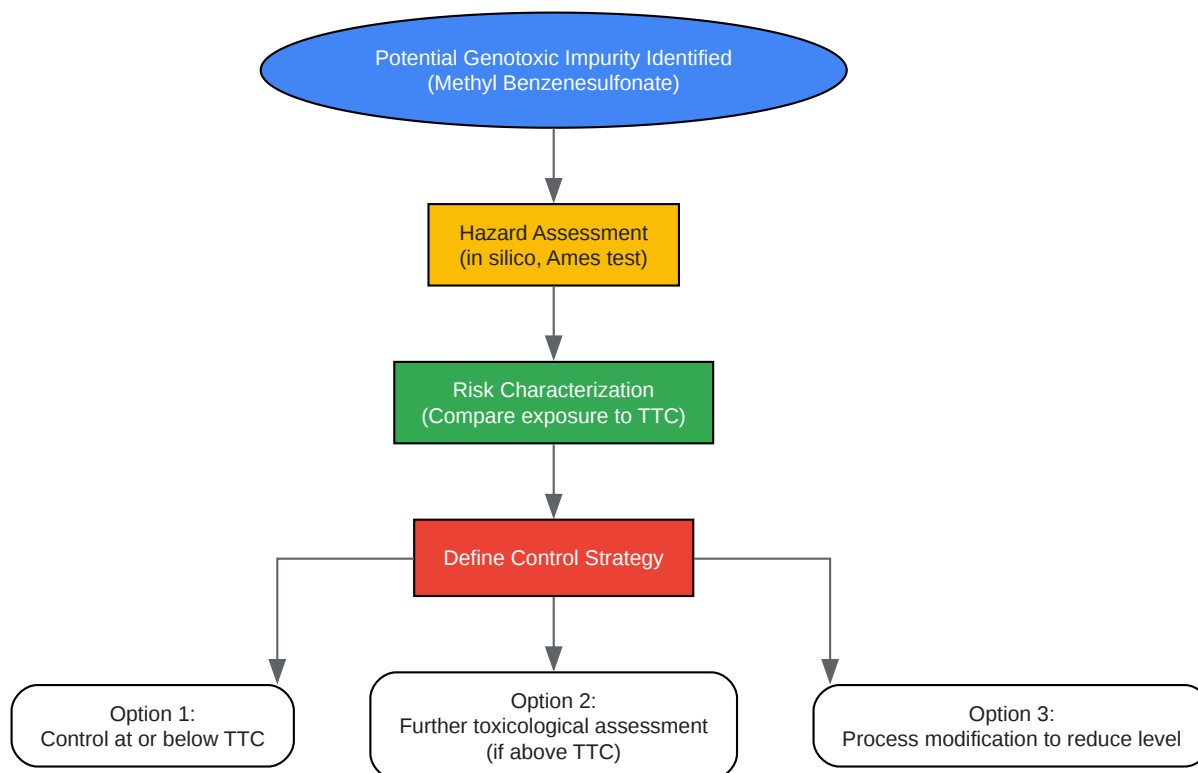 Potential Genotoxic Impurity Identified
(Methyl Benzenesulfonate)
Hazard Assessment
(in silico, Ames test)
Risk Characterization
(Compare exposure to TTC)
Define Control Strategy
Option 1:
Control at or below TTC
Option 2:
Further toxicological assessment
(if above TTC)
Option 3:
Process modification to reduce level